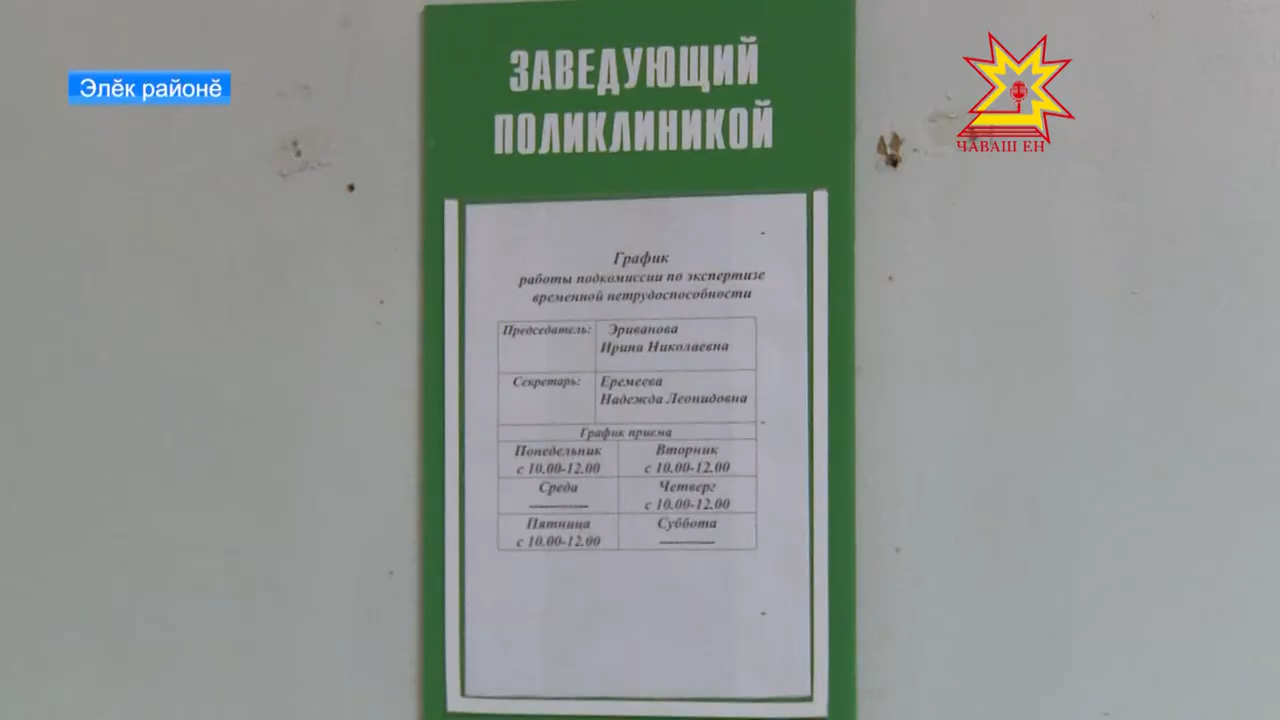 Элӗк районӗ
ЧӐВАШ ЕН
ЗАВЕДУЮЩИЙ
ПОЛИКЛИНИКОЙ
График
работы подкомиссии по экспертизе
временной нетрудоспособности
Председатель: Эриванова
Ирина Николаевна
Секретарь: Еремеева
Надежда Леонидовна
График приема
Понедельник Вторник
с 10.00-12.00 с 10.00-12.00
Среда Четверг
с 10.00-12.00
Пятница Суббота
с 10.00-12.00